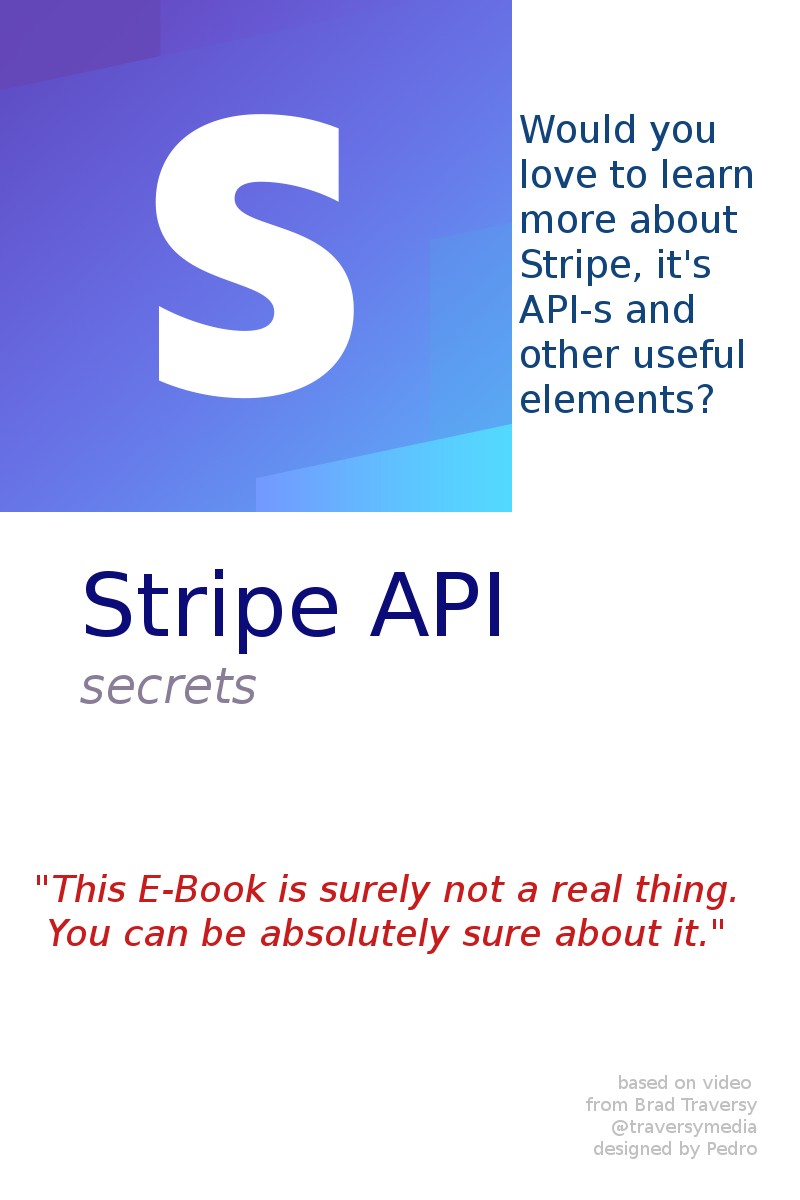 S
Would you
love to learn
more about
Stripe, it's
API-s and
other useful
elements?
Stripe API
secrets
"This E-Book is surely not a real thing.
You can be absolutely sure about it."
based on video
from Brad Traversy
@traversymedia
designed by Pedro